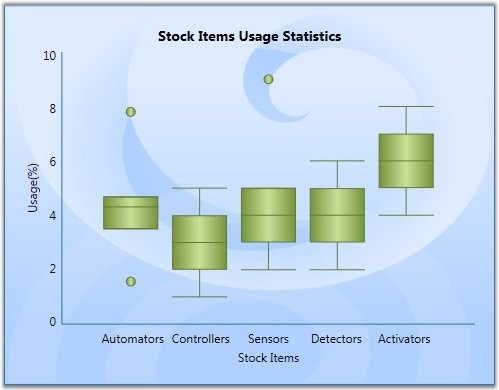 Stock Items Usage Statistics
10
8
6
4
2
0
Usage(%)
Automators Controllers Sensors Detectors Activators
Stock Items